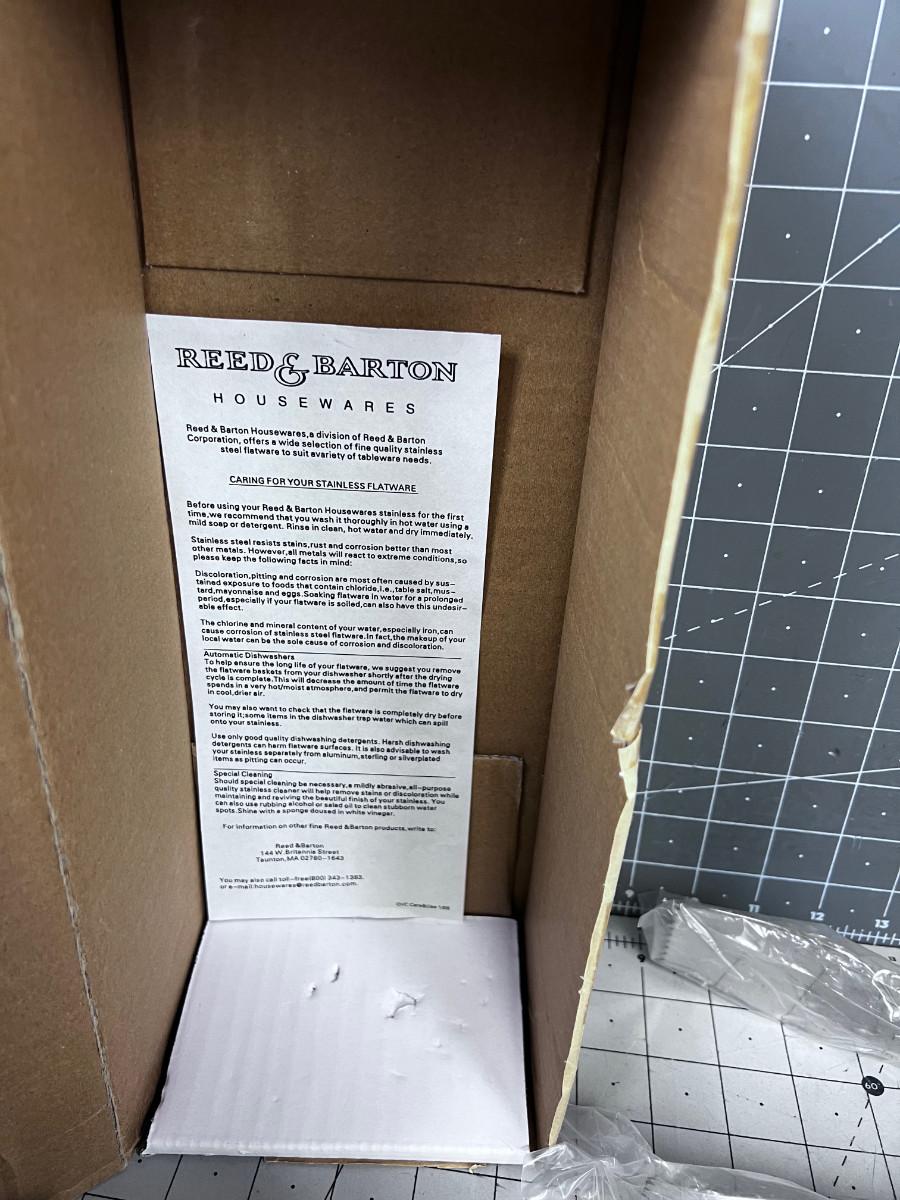 REED & BARTON
HOUSEWARES
Reed & Barton Housewares,a division of Reed & Barton
Corporation, offers a wide selection of fine quality stainless
steel flatware to suit avariety of tableware needs.
CARING FOR YOUR STAINLESS FLATWARE
Before using your Reed & Barton Housewares stainless for the first
time,we recommend that you wash it thoroughly in hot water using a
mild soap or detergent. Rinse in clean, hot water and dry immediately.
Stainless steel resists stains,rust and corrosion better than most
other metals. However,all metals will react to extreme conditions,so
please keep the following facts in mind:
Discoloration,pitting and corrosion are most often caused by sus-
tained exposure to foods that contain chloride,i.e.,table salt,mus-
tard,mayonnaise and eggs.Soaking flatware in water for a prolonged
period,especially if your flatware is soiled,can also have this undesir-
able effect.
The chlorine and mineral content of your water,especially iron,can
cause corrosion of stainless steel flatware.In fact,the makeup of your
local water can be the sole cause of corrosion and discoloration.
Automatic Dishwashers
To help ensure the long life of your flatware, we suggest you remove
the flatware baskets from your dishwasher shortly after the drying
cycle is complete.This will decrease the amount of time the flatware
spends in a very hot/moist atmosphere,and permit the flatware to dry
in cool,drier air.
You may also want to check that the flatware is completely dry before
storing it;some items in the dishwasher trap water which can spill
onto your stainless.
Use only good quality dishwashing detergents. Harsh dishwashing
detergents can harm flatware surfaces. It is also advisable to wash
your stainless separately from aluminum,sterling or silverplated
items as pitting can occur.
Special Cleaning
Should special cleaning be necessary,a mildly abrasive,all-purpose
quality stainless cleaner will help remove stains or discoloration while
maintaining and reviving the beautiful finish of your stainless. You
can also use rubbing alcohol or salad oil to clean stubborn water
spots.Shine with a sponge doused in white vinegar.
For information on other fine Reed &Barton products,write to:
Reed &Barton
144 W.Britannia Street
Taunton,MA 02780-1643
You may also call toll-free(800) 343-1383.
or e-mail:housewares@reedbarton.com.
11 12 13
9
60°